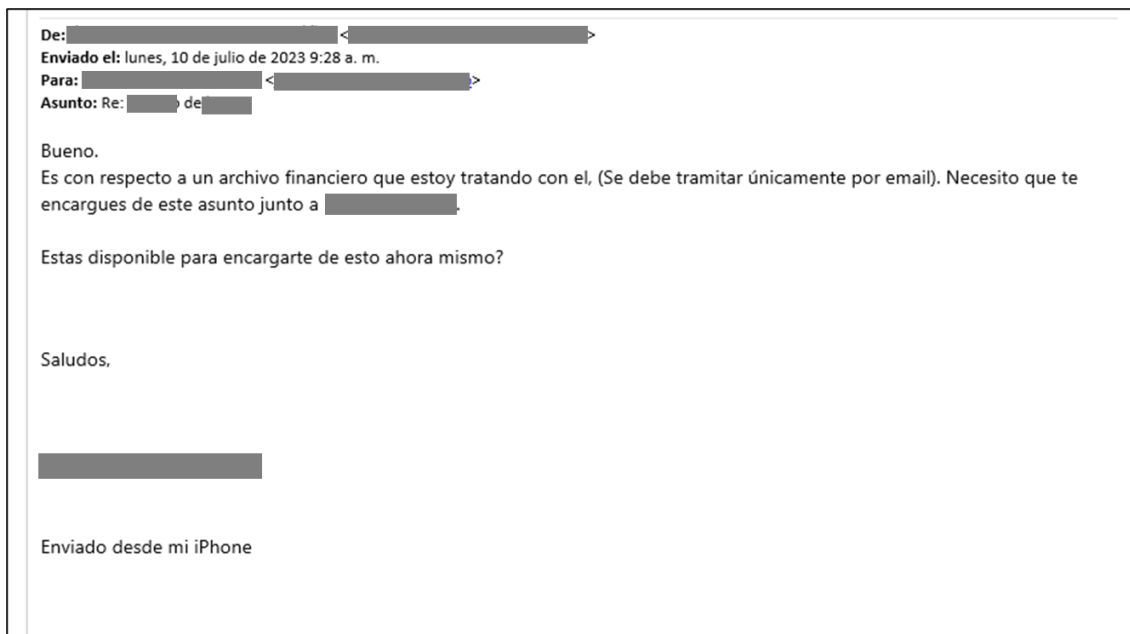 De: < >
Enviado el: lunes, 10 de julio de 2023 9:28 a. m.
Para: < >
Asunto: Re: de
Bueno.
Es con respecto a un archivo financiero que estoy tratando con el, (Se debe tramitar únicamente por email). Necesito que te
encargues de este asunto junto a .
Estas disponible para encargarte de esto ahora mismo?
Saludos,
Enviado desde mi iPhone